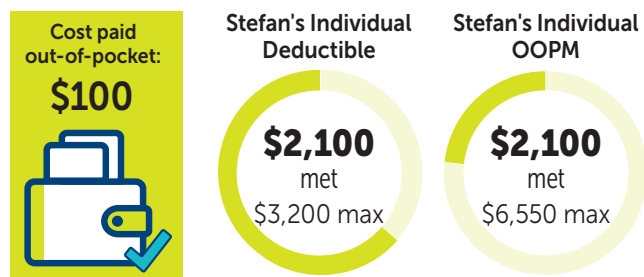 Cost paid
out-of-pocket:
$100
Stefan's Individual
Deductible
$2,100
met
$3,200 max
Stefan's Individual
OOPM
$2,100
met
$6,550 max